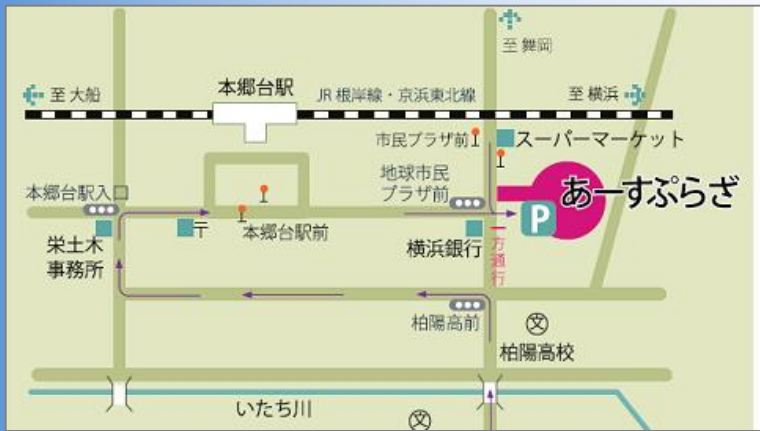 至 舞岡
至 大船
本郷台駅
JR 根岸線・京浜東北線
至 横浜
市民プラザ前
スーパーマーケット
地球市民
プラザ前
あーすぷらざ
P
本郷台駅入口
〒
本郷台駅前
栄土木
事務所
横浜銀行
一方通行
柏陽高前
文
柏陽高校
いたち川
文